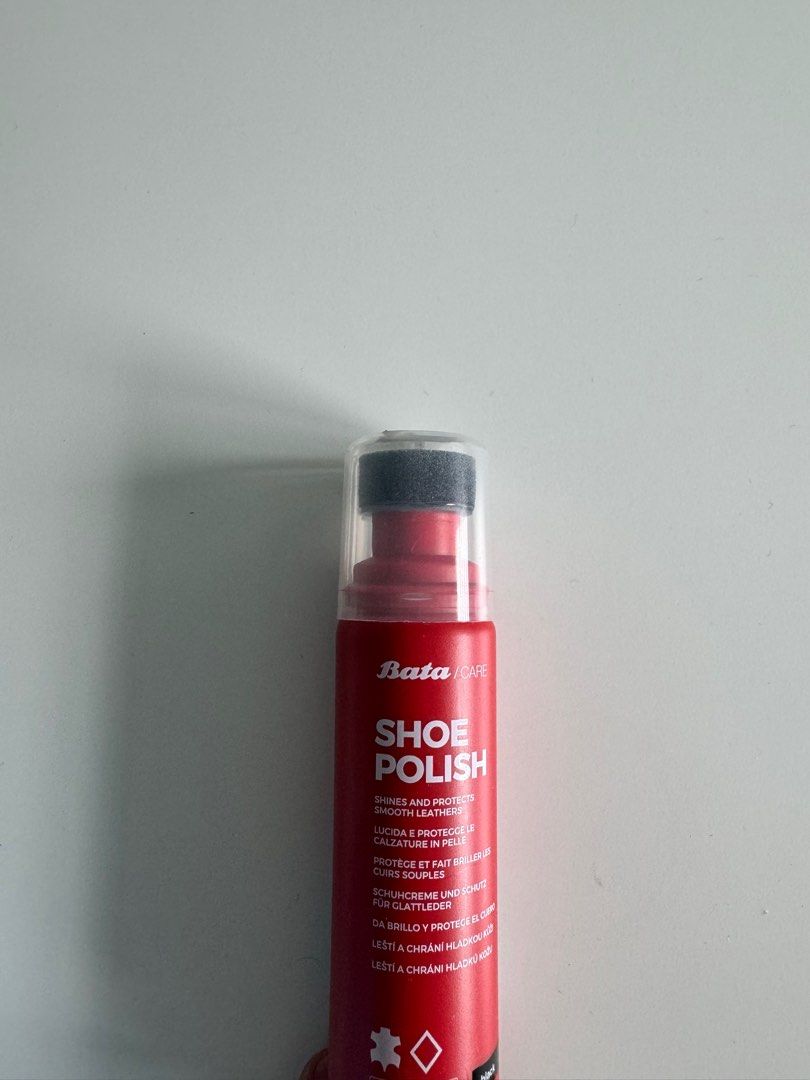 Bata / CARE
SHOE
POLISH
SHINES AND PROTECTS
SMOOTH LEATHERS
LUCIDA E PROTEGGE LE
CALZATURE IN PELLE
PROTÈGE ET FAIT BRILLER LES
CUIRS SOUPLES
SCHUHCREME UND SCHUTZ
FÜR GLATTLEDER
DA BRILLO Y PROTEGE EL CUERO
LEŠTÍ A CHRÁNÍ HLADKOU KŮŽI
LEŠTÍ A CHRÁNI HLADKÚ KOŽU
black